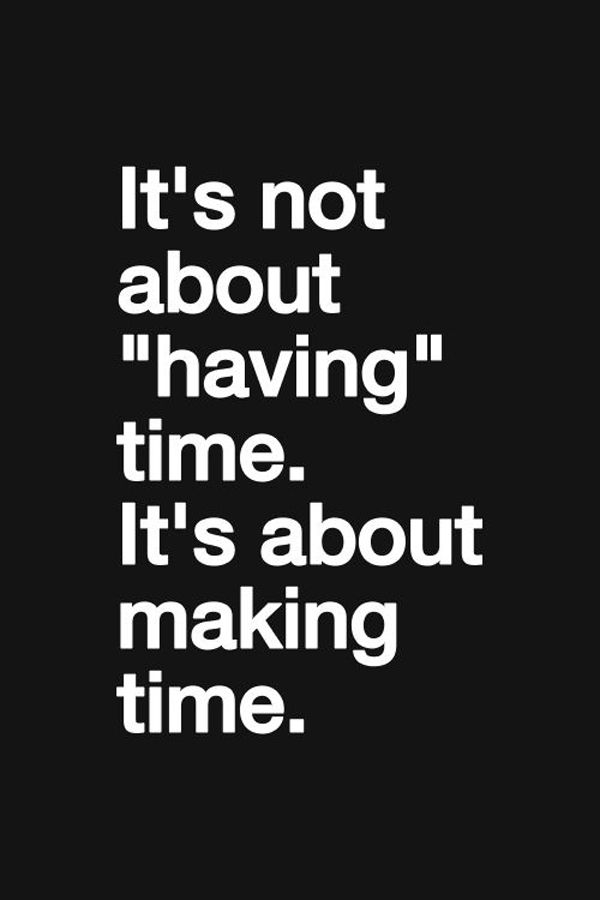 It's not
about
"having"
time.
It's about
making
time.